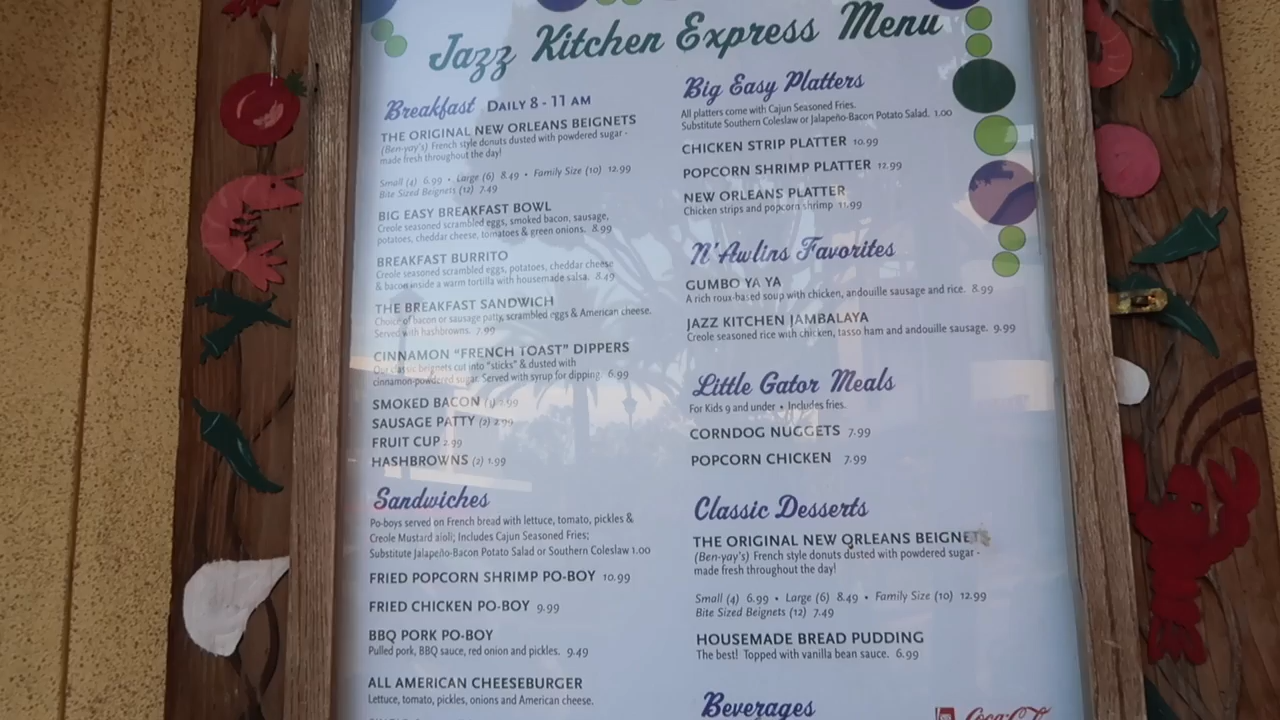 Jazz Kitchen Express Menu
Breakfast DAILY 8 - 11 AM
THE ORIGINAL NEW ORLEANS BEIGNETS
(Ben-yay's) French style donuts dusted with powdered sugar -
made fresh throughout the day!
Small (4) 6.99 • Large (6) 8.49 • Family Size (10) 12.99
Bite Sized Beignets (12) 7.49
BIG EASY BREAKFAST BOWL
Creole seasoned scrambled eggs, smoked bacon, sausage,
potatoes, cheddar cheese, tomatoes & green onions. 8.99
BREAKFAST BURRITO
Creole seasoned scrambled eggs, potatoes, cheddar cheese
& bacon inside a warm tortilla with housemade salsa. 8.49
THE BREAKFAST SANDWICH
Choice of bacon or sausage patty, scrambled eggs & American cheese.
Served with hashbrowns. 7.99
CINNAMON "FRENCH TOAST" DIPPERS
Our classic beignets cut into "sticks" & dusted with
cinnamon-powdered sugar. Served with syrup for dipping. 6.99
SMOKED BACON 2.99
SAUSAGE PATTY (2) 2.99
FRUIT CUP 2.99
HASHBROWNS (2) 1.99
Sandwiches
Po-boys served on French bread with lettuce, tomato, pickles &
Creole Mustard aioli; Includes Cajun Seasoned Fries;
Substitute Jalapeño-Bacon Potato Salad or Southern Coleslaw 1.00
FRIED POPCORN SHRIMP PO-BOY 10.99
FRIED CHICKEN PO-BOY 9.99
BBQ PORK PO-BOY
Pulled pork, BBQ sauce, red onion and pickles. 9.49
ALL AMERICAN CHEESEBURGER
Lettuce, tomato, pickles, onions and American cheese.
Big Easy Platters
All platters come with Cajun Seasoned Fries.
Substitute Southern Coleslaw or Jalapeño-Bacon Potato Salad. 1.00
CHICKEN STRIP PLATTER 10.99
POPCORN SHRIMP PLATTER 12.99
NEW ORLEANS PLATTER
Chicken strips and popcorn shrimp 11.99
N'Awlins Favorites
GUMBO YA YA
A rich roux-based soup with chicken, andouille sausage and rice. 8.99
JAZZ KITCHEN JAMBALAYA
Creole seasoned rice with chicken, tasso ham and andouille sausage. 9.99
Little Gator Meals
For Kids 9 and under • Includes fries.
CORNDOG NUGGETS 7.99
POPCORN CHICKEN 7.99
Classic Desserts
THE ORIGINAL NEW ORLEANS BEIGNETS
(Ben-yay's) French style donuts dusted with powdered sugar -
made fresh throughout the day!
Small (4) 6.99 • Large (6) 8.49 • Family Size (10) 12.99
Bite Sized Beignets (12) 7.49
HOUSEMADE BREAD PUDDING
The best! Topped with vanilla bean sauce. 6.99
Beverages
Coca-Cola